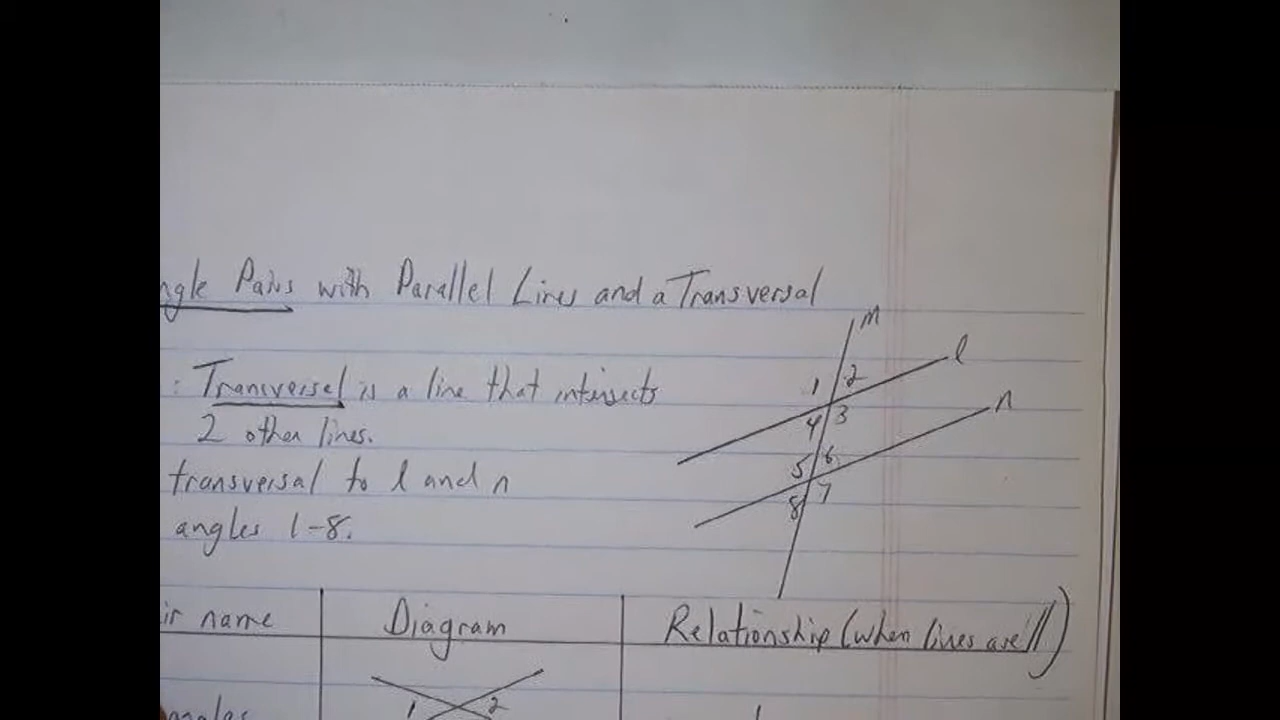 ngle Pairs with Parallel Lines and a Transversal
: Transversal is a line that intersects
2 other lines.
transversal to l and n
angles 1-8.
m
l
n
1 2
4 3
5 6
8 7
ir name Diagram Relationship (when lines are //)
angles 1 2